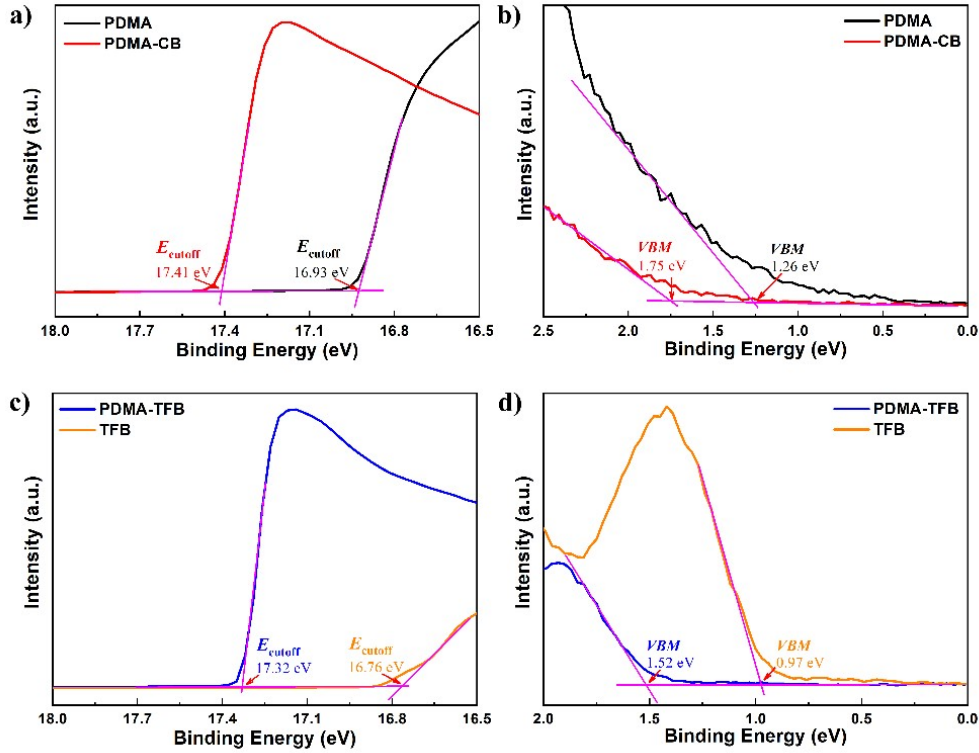 a)
PDMA
PDMA-CB
Intensity (a.u.)
E_cutoff
17.41 eV
E_cutoff
16.93 eV
18.0 17.7 17.4 17.1 16.8 16.5
Binding Energy (eV)
b)
PDMA
PDMA-CB
Intensity (a.u.)
VBM
1.75 eV
VBM
1.26 eV
2.5 2.0 1.5 1.0 0.5 0.0
Binding Energy (eV)
c)
PDMA-TFB
TFB
Intensity (a.u.)
E_cutoff
17.32 eV
E_cutoff
16.76 eV
18.0 17.7 17.4 17.1 16.8 16.5
Binding Energy (eV)
d)
PDMA-TFB
TFB
Intensity (a.u.)
VBM
1.52 eV
VBM
0.97 eV
2.0 1.5 1.0 0.5 0.0
Binding Energy (eV)